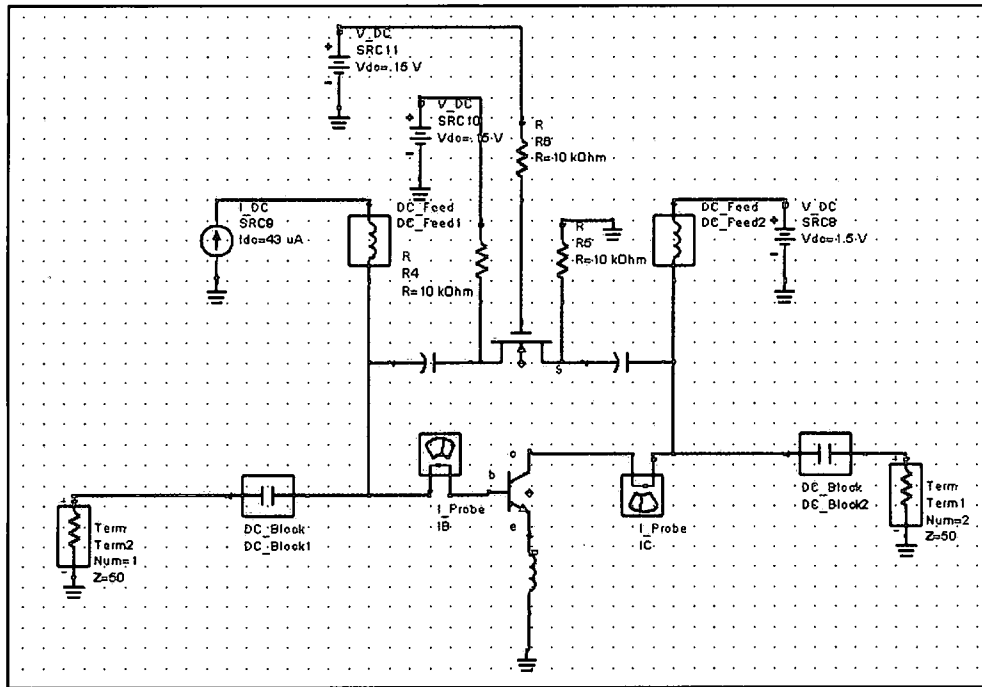 V_DC
SRC11
Vdc=.15 V
V_DC
SRC10
Vdc=.15 V
R
R6
R=10 kOhm
I_DC
SRC9
Idc=43 uA
DC_Feed
DC_Feed1
R
R4
R=10 kOhm
R
R5
R=10 kOhm
DC_Feed
DC_Feed2
V_DC
SRC8
Vdc=1.5 V
S
Term
Term2
Num=1
Z=50
DC_Block
DC_Block1
I_Probe
IB
b
c
e
I_Probe
IC
DC_Block
DC_Block2
Term
Term1
Num=2
Z=50